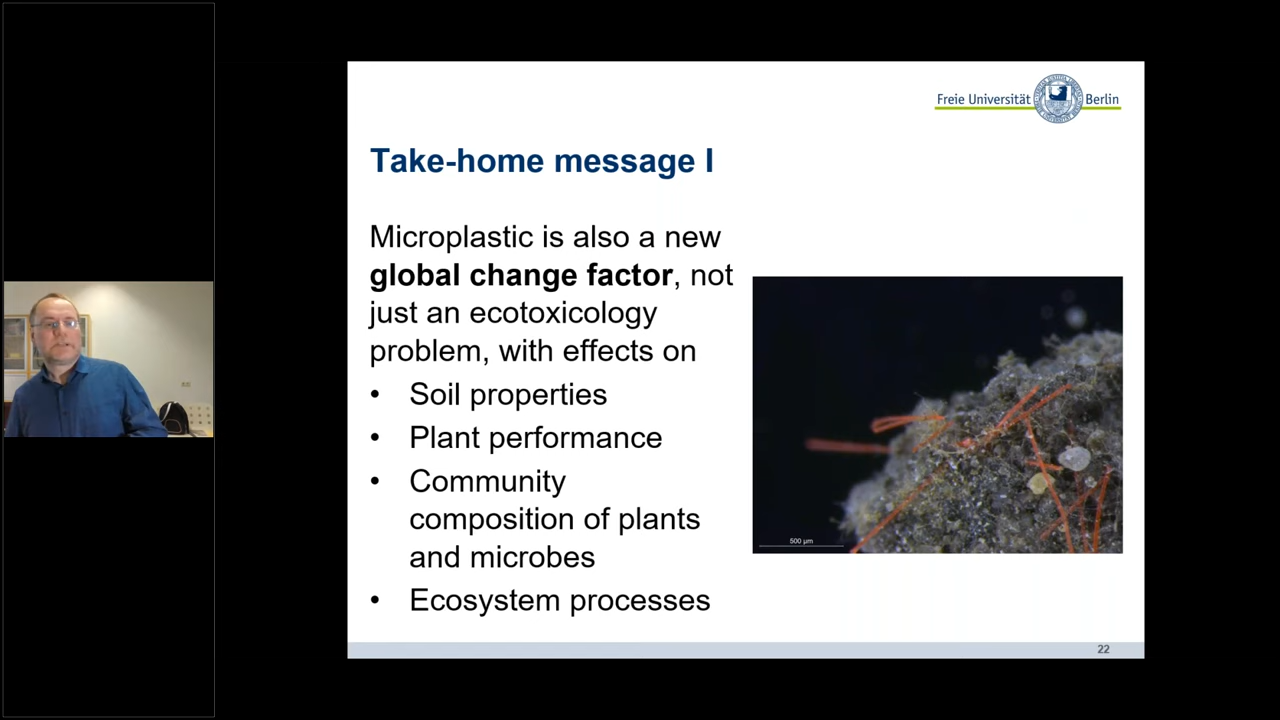 Freie Universität Berlin
Take-home message I
Microplastic is also a new
global change factor, not
just an ecotoxicology
problem, with effects on
• Soil properties
• Plant performance
• Community
composition of plants
and microbes
• Ecosystem processes
500 µm
22